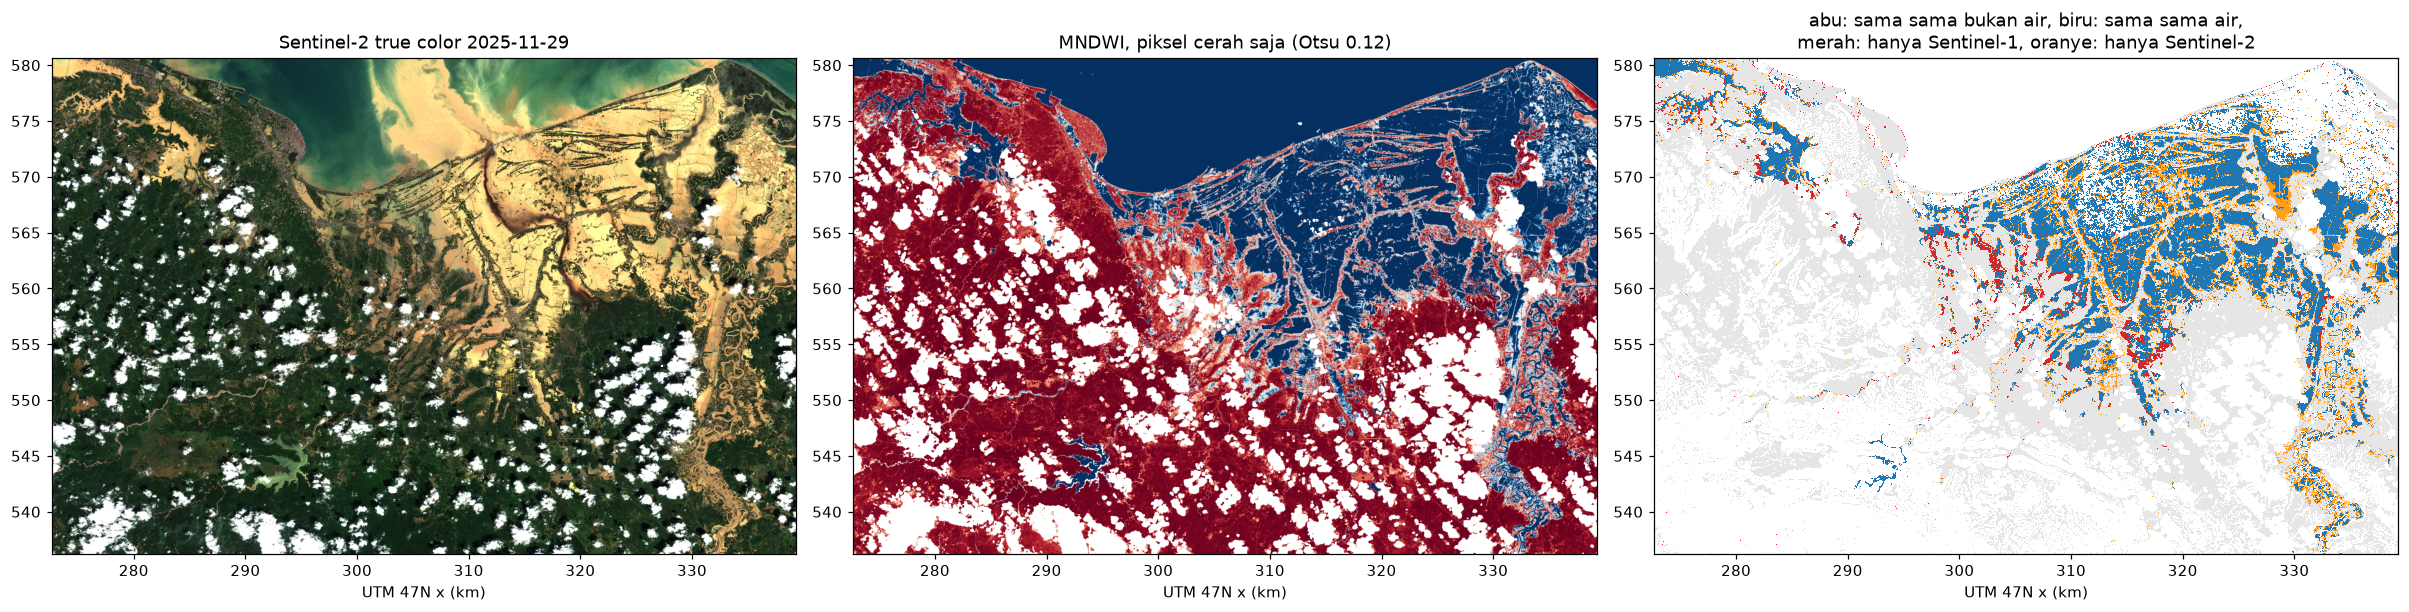 Sentinel-2 true color 2025-11-29
580
575
570
565
560
555
550
545
540
280 290 300 310 320 330
UTM 47N x (km)
MNDWI, piksel cerah saja (Otsu 0.12)
580
575
570
565
560
555
550
545
540
280 290 300 310 320 330
UTM 47N x (km)
abu: sama sama bukan air, biru: sama sama air,
merah: hanya Sentinel-1, oranye: hanya Sentinel-2
580
575
570
565
560
555
550
545
540
280 290 300 310 320 330
UTM 47N x (km)